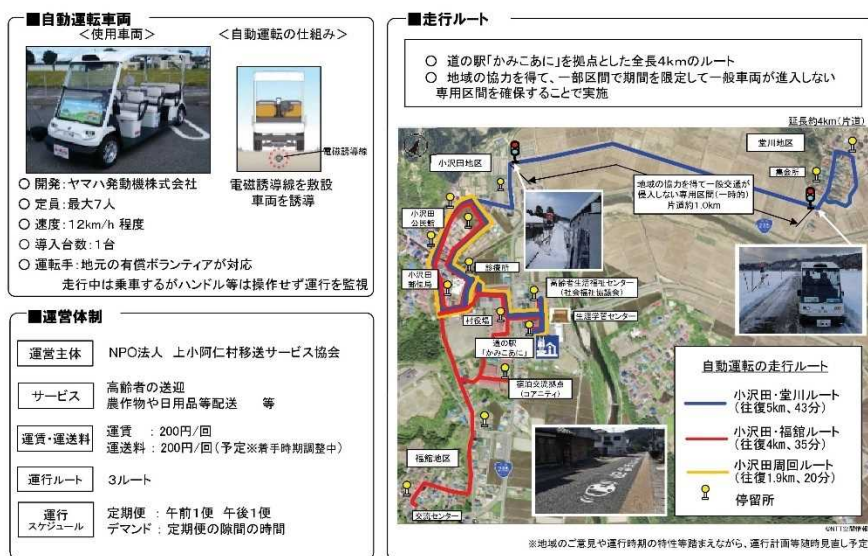 ■自動運転車両
＜使用車両＞
＜自動運転の仕組み＞
電磁誘導線
電磁誘導線を敷設
車両を誘導
○ 開発：ヤマハ発動機株式会社
○ 定員：最大7人
○ 速度：12km/h 程度
○ 導入台数：1台
○ 運転手：地元の有償ボランティアが対応
走行中は乗車するがハンドル等は操作せず運行を監視
■運営体制
運営主体 NPO法人 上小阿仁村移送サービス協会
サービス 高齢者の送迎
農作物や日用品等配送 等
運賃・運送料 運賃 ：200円/回
運送料：200円/回(予定※着手時期調整中)
運行ルート 3ルート
運行
スケジュール
定期便 ：午前1便 午後1便
デマンド：定期便の隙間の時間
■走行ルート
○ 道の駅「かみこあに」を拠点とした全長4kmのルート
○ 地域の協力を得て、一部区間で期間を限定して一般車両が進入しない
専用区間を確保することで実施
延長約4km(片道)
小沢田地区
堂川地区
集会所
地域の協力を得て一般交通が
侵入しない専用区間(一時的)
片道約1.0km
285
小沢田
公民館
診療所
小沢田
郵便局
高齢者生活福祉センター
(社会福祉協議会)
村役場
生涯学習センター
道の駅
「かみこあに」
宿泊交流拠点
(コアニティ)
福舘地区
285
交流センター
自動運転の走行ルート
小沢田・堂川ルート
(往復5km、43分)
小沢田・福舘ルート
(往復4km、35分)
小沢田周回ルート
(往復1.9km、20分)
停留所
©NTT空間情報
※地域のご意見や運行時期の特性等踏まえながら、運行計画等随時見直し予定